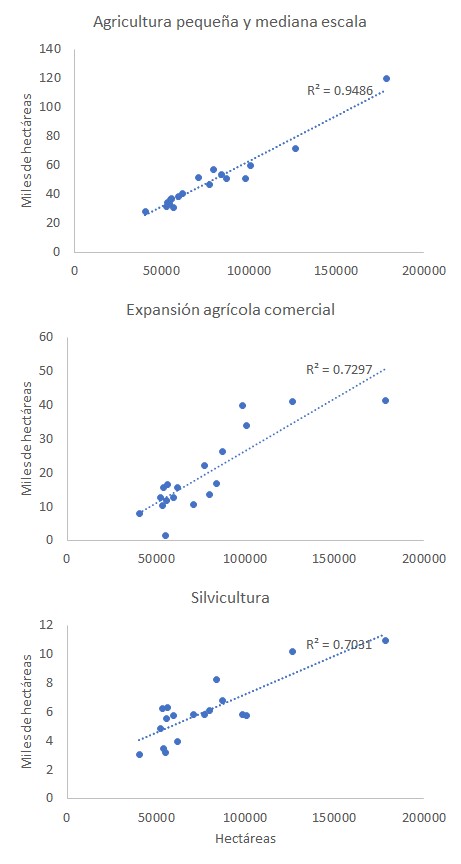 Agricultura pequeña y mediana escala
140
120
R² = 0.9486
100
80
60
40
20
0
Miles de hectáreas
0 50000 100000 150000 200000
Expansión agrícola comercial
60
50
R² = 0.7297
40
30
20
10
0
Miles de hectáreas
0 50000 100000 150000 200000
Silvicultura
12
R² = 0.7031
10
8
6
4
2
0
Miles de hectáreas
0 50000 100000 150000 200000
Hectáreas